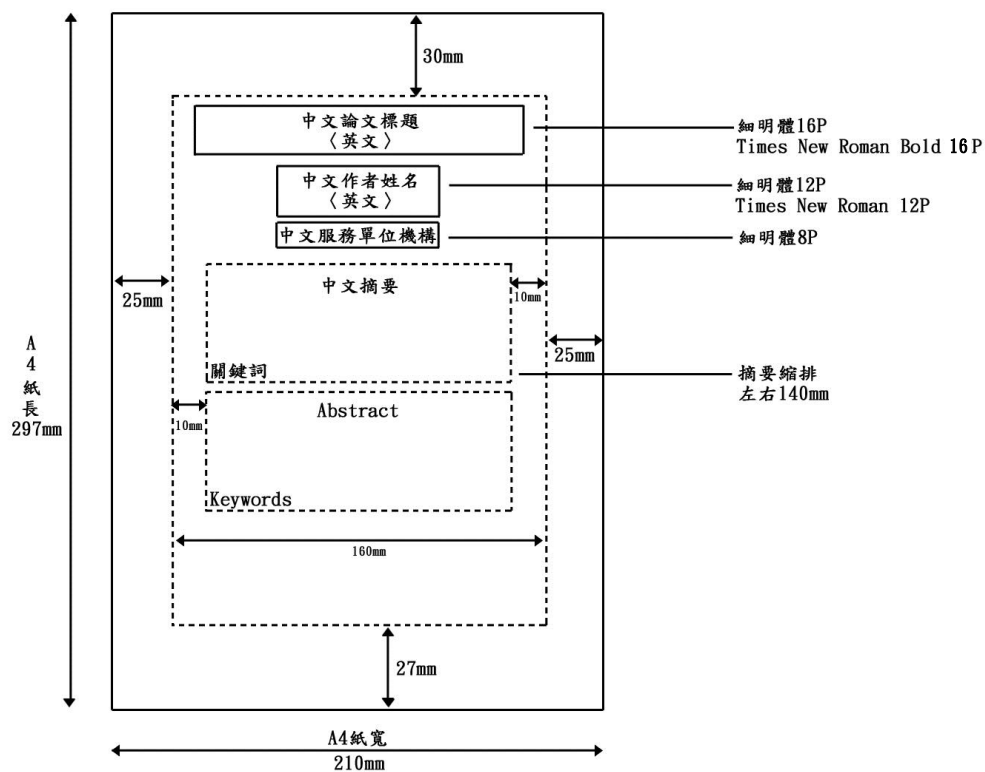 30mm
中文論文標題
〈英文〉
細明體16P
Times New Roman Bold 16P
中文作者姓名
〈英文〉
細明體12P
Times New Roman 12P
中文服務單位機構
細明體8P
中文摘要
25mm
10mm
A
4
紙
長
297mm
25mm
關鍵詞
摘要縮排
左右140mm
Abstract
10mm
Keywords
160mm
27mm
A4紙寬
210mm